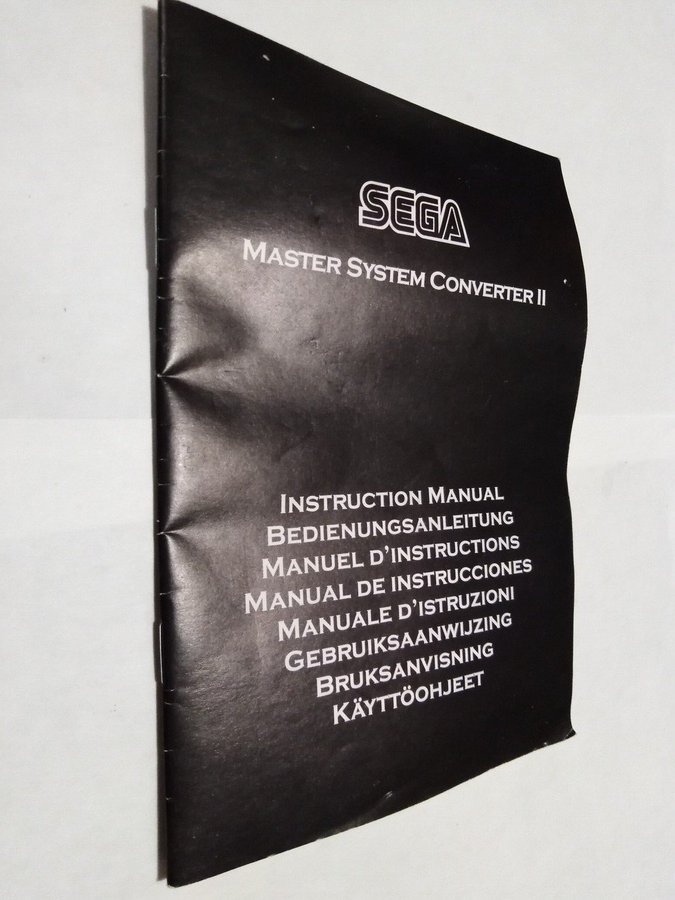 SEGA
MASTER SYSTEM CONVERTER II
INSTRUCTION MANUAL
BEDIENUNGSANLEITUNG
MANUEL D'INSTRUCTIONS
MANUAL DE INSTRUCCIONES
MANUALE D'ISTRUZIONI
GEBRUIKSAANWIJZING
BRUKSANVISNING
KÄYTTÖOHJEET